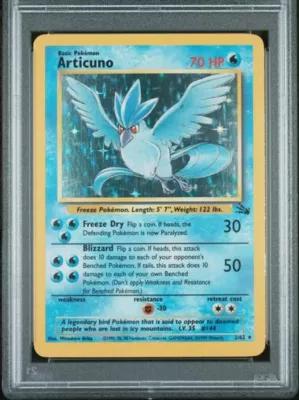 Basic Pokémon
Articuno
70 HP
Freeze Pokémon. Length: 5' 7", Weight: 122 lbs.
Freeze Dry Flip a coin. If heads, the
Defending Pokémon is now Paralyzed.
30
Blizzard Flip a coin. If heads, this attack
does 10 damage to each of your opponent's
Benched Pokémon. If tails, this attack does 10
damage to each of your own Benched
Pokémon. (Don't apply Weakness and Resistance
for Benched Pokémon.)
50
weakness
resistance
retreat cost
-30
A legendary bird Pokémon that is said to appear to doomed
people who are lost in icy mountains. LV. 35 #144
Illus. Mitsuhiro Arita
2/62